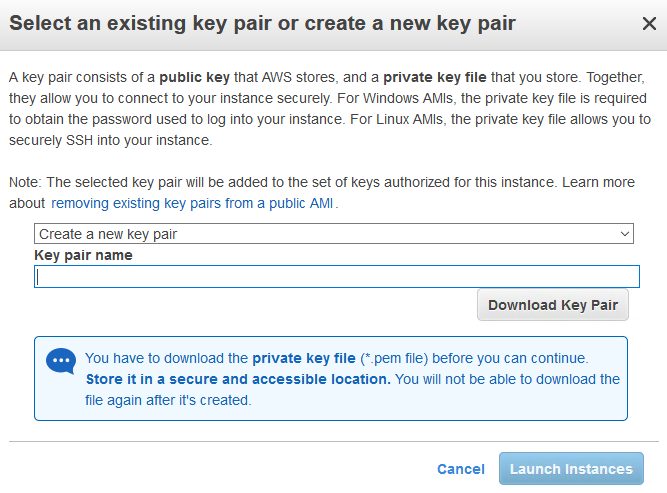 Select an existing key pair or create a new key pair
A key pair consists of a public key that AWS stores, and a private key file that you store. Together,
they allow you to connect to your instance securely. For Windows AMIs, the private key file is required
to obtain the password used to log into your instance. For Linux AMIs, the private key file allows you to
securely SSH into your instance.
Note: The selected key pair will be added to the set of keys authorized for this instance. Learn more
about removing existing key pairs from a public AMI.
Create a new key pair
Key pair name
Download Key Pair
You have to download the private key file (*.pem file) before you can continue.
Store it in a secure and accessible location. You will not be able to download the
file again after it's created.
Cancel Launch Instances